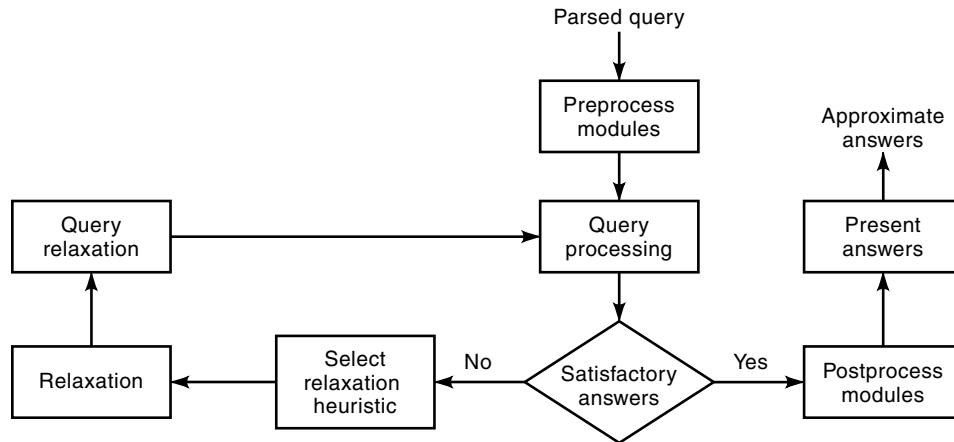 Parsed query
Preprocess
modules
Approximate
answers
Query
relaxation
Query
processing
Present
answers
Relaxation
Select
relaxation
heuristic
No
Satisfactory
answers
Yes
Postprocess
modules